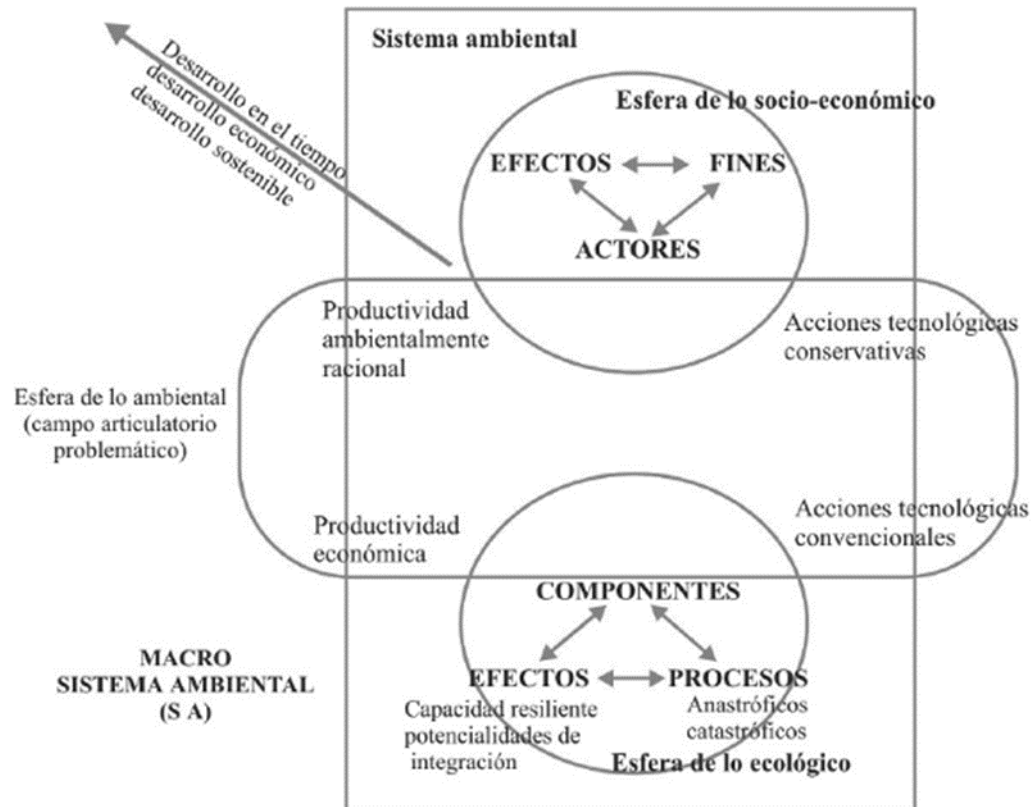 Sistema ambiental
Desarrollo en el tiempo
desarrollo económico
desarrollo sostenible
Esfera de lo socio-económico
EFECTOS
FINES
ACTORES
Productividad
ambientalmente
racional
Acciones tecnológicas
conservativas
Esfera de lo ambiental
(campo articulatorio
problemático)
Productividad
económica
Acciones tecnológicas
convencionales
COMPONENTES
MACRO
SISTEMA AMBIENTAL
(S A)
EFECTOS
PROCESOS
Capacidad resiliente
potencialidades de
integración
Anastróficos
catastróficos
Esfera de lo ecológico